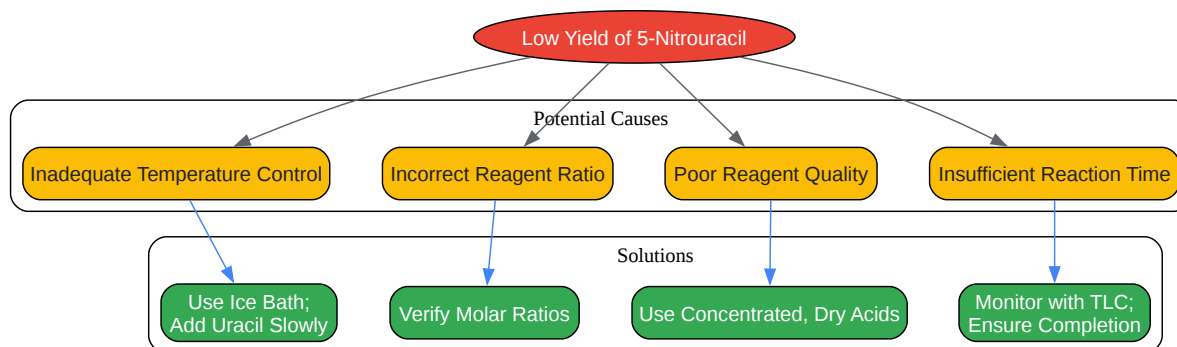 Low Yield of 5-Nitrouracil
Potential Causes
Inadequate Temperature Control
Incorrect Reagent Ratio
Poor Reagent Quality
Insufficient Reaction Time
Solutions
Use Ice Bath;
Add Uracil Slowly
Verify Molar Ratios
Use Concentrated, Dry Acids
Monitor with TLC;
Ensure Completion